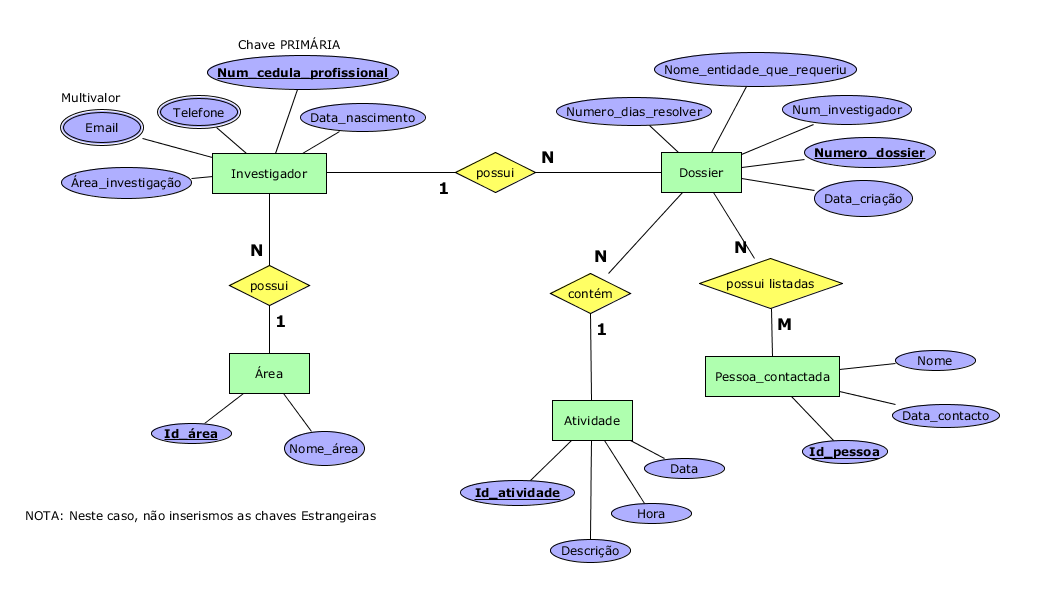 Chave PRIMÁRIA
Num_cedula_profissional
Multivalor
Email
Telefone
Data_nascimento
Área_investigação
Investigador
1
possui
N
Nome_entidade_que_requeriu
Numero_dias_resolver
Num_investigador
Numero_dossier
Data_criação
Dossier
N
possui
1
Área
Id_área
Nome_área
N
contém
1
N
possui listadas
M
Pessoa_contactada
Nome
Data_contacto
Id_pessoa
Atividade
Data
Id_atividade
Hora
Descrição
NOTA: Neste caso, não inserismos as chaves Estrangeiras